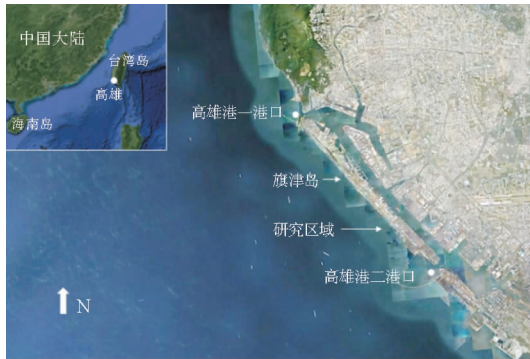 中国大陆
台湾岛
高雄
海南岛
高雄港一港口
旗津岛
研究区域
高雄港二港口
N